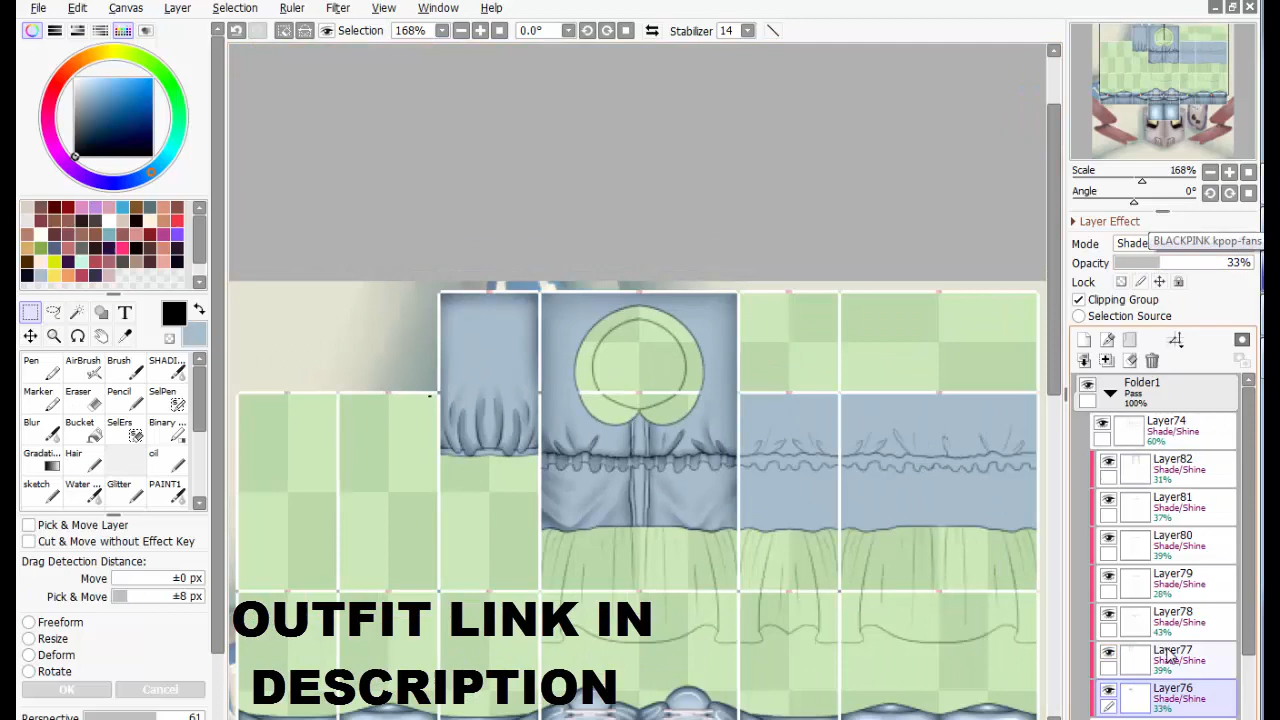 File Edit Canvas Layer Selection Ruler Filter View Window Help
Selection 168% 0.0° Stabilizer 14
Scale 168%
Angle 0°
Layer Effect
BLACKPINK kpop-fans
Mode Shade
Opacity 33%
Lock
Clipping Group
Selection Source
Folder1
Pass
100%
Layer74
Shade/Shine
60%
Layer82
Shade/Shine
31%
Layer81
Shade/Shine
37%
Layer80
Shade/Shine
39%
Layer79
Shade/Shine
28%
Layer78
Shade/Shine
43%
Layer77
Shade/Shine
39%
Layer76
Shade/Shine
33%
T
Pen AirBrush Brush SHADI...
Marker Eraser Pencil SelPen
Blur Bucket SelErs Binary ...
Gradati... Hair oil
sketch Water ... Glitter PAINT1
Pick & Move Layer
Cut & Move without Effect Key
Drag Detection Distance:
Move ±0 px
Pick & Move ±8 px
Freeform
Resize
Deform
Rotate
OK Cancel
Perspective 61
OUTFIT LINK IN
DESCRIPTION